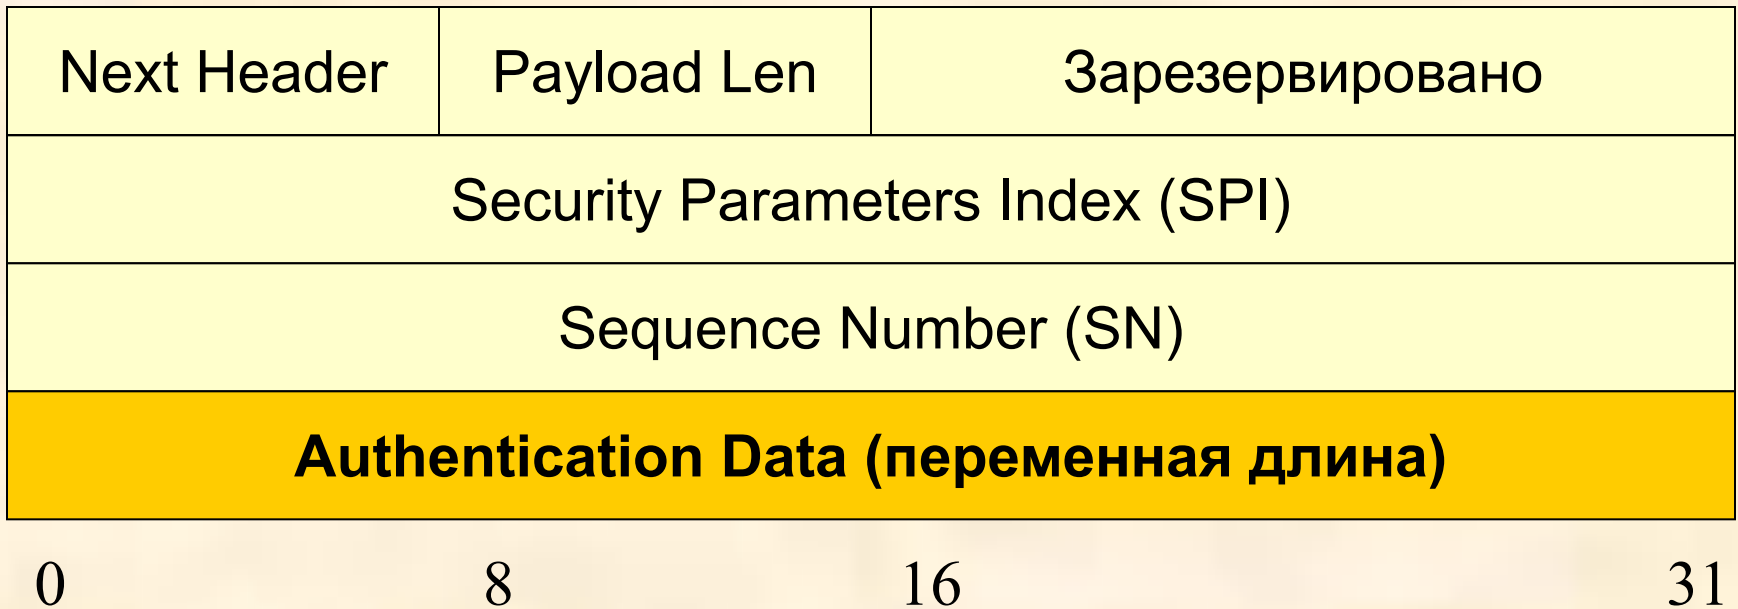 Next Header Payload Len Зарезервировано
Security Parameters Index (SPI)
Sequence Number (SN)
Authentication Data (переменная длина)
0 8 16 31